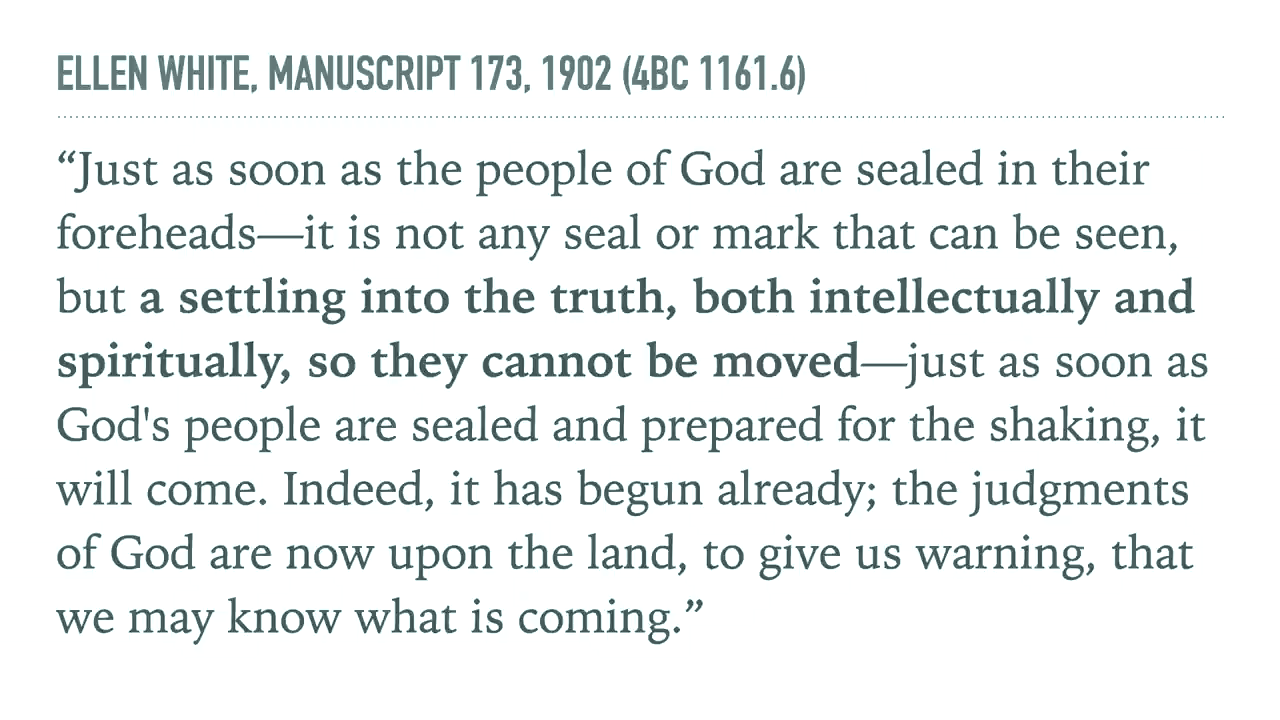 ELLEN WHITE, MANUSCRIPT 173, 1902 (4BC 1161.6)
“Just as soon as the people of God are sealed in their
foreheads—it is not any seal or mark that can be seen,
but a settling into the truth, both intellectually and
spiritually, so they cannot be moved—just as soon as
God's people are sealed and prepared for the shaking, it
will come. Indeed, it has begun already; the judgments
of God are now upon the land, to give us warning, that
we may know what is coming.”